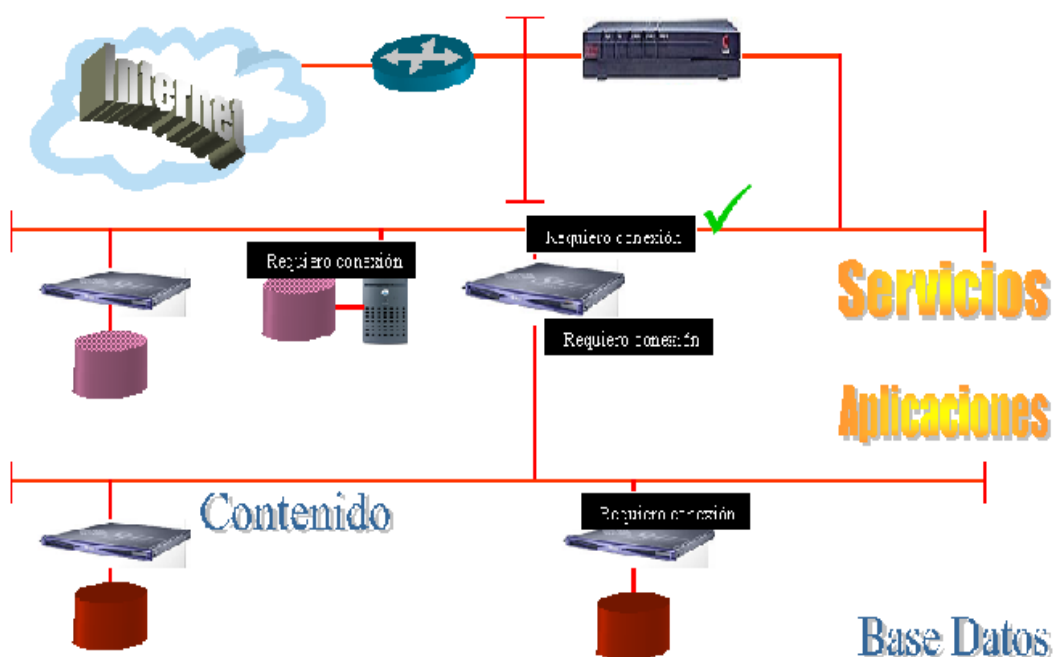 Internet
Requiero conexión
Requiero conexión
Servicios
Requiero conexión
Aplicaciones
Contenido
Requiero conexión
Base Datos